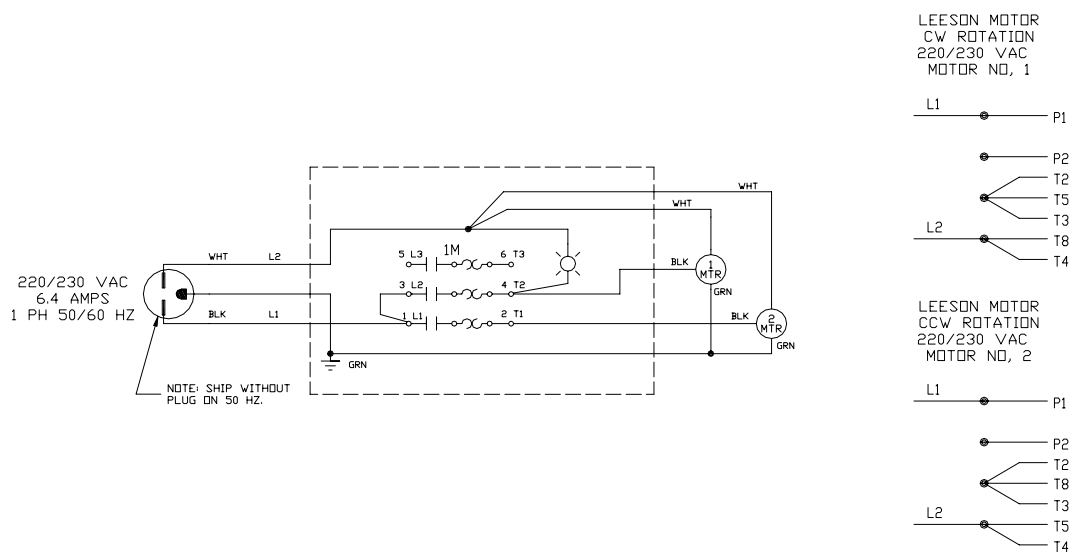 LEESON MOTOR
CW ROTATION
220/230 VAC
MOTOR NO, 1
L1
P1
P2
T2
T5
T3
L2
T8
T4
WHT
WHT
1M
5 L3
6 T3
WHT
L2
BLK
1
MTR
220/230 VAC
6.4 AMPS
1 PH 50/60 HZ
3 L2
4 T2
GRN
BLK
L1
1 L1
2 T1
BLK
2
MTR
GRN
GRN
NOTE: SHIP WITHOUT
PLUG ON 50 HZ.
LEESON MOTOR
CCW ROTATION
220/230 VAC
MOTOR NO, 2
L1
P1
P2
T2
T8
T3
L2
T5
T4